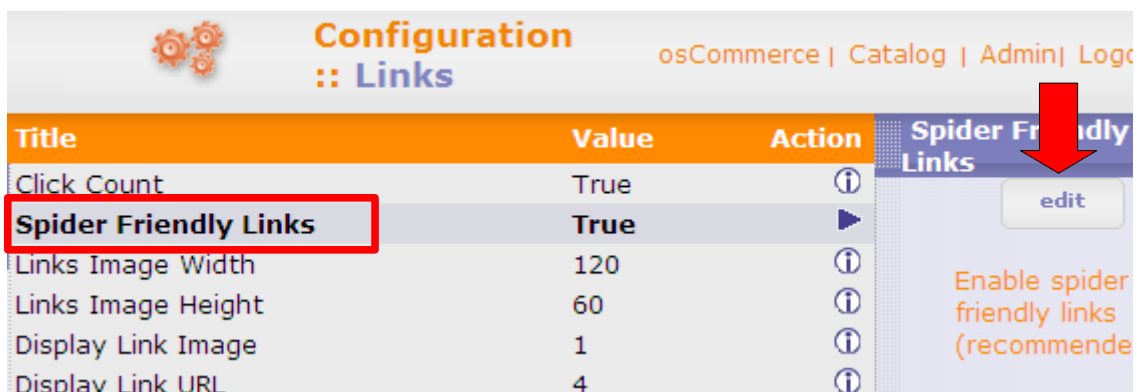 Configuration
:: Links
osCommerce | Catalog | Admin|
Title Value Action
Click Count True
Spider Friendly Links True
Links Image Width 120
Links Image Height 60
Display Link Image 1
Display Link URL 4
Spider
Links
edit
Enable spider
friendly links